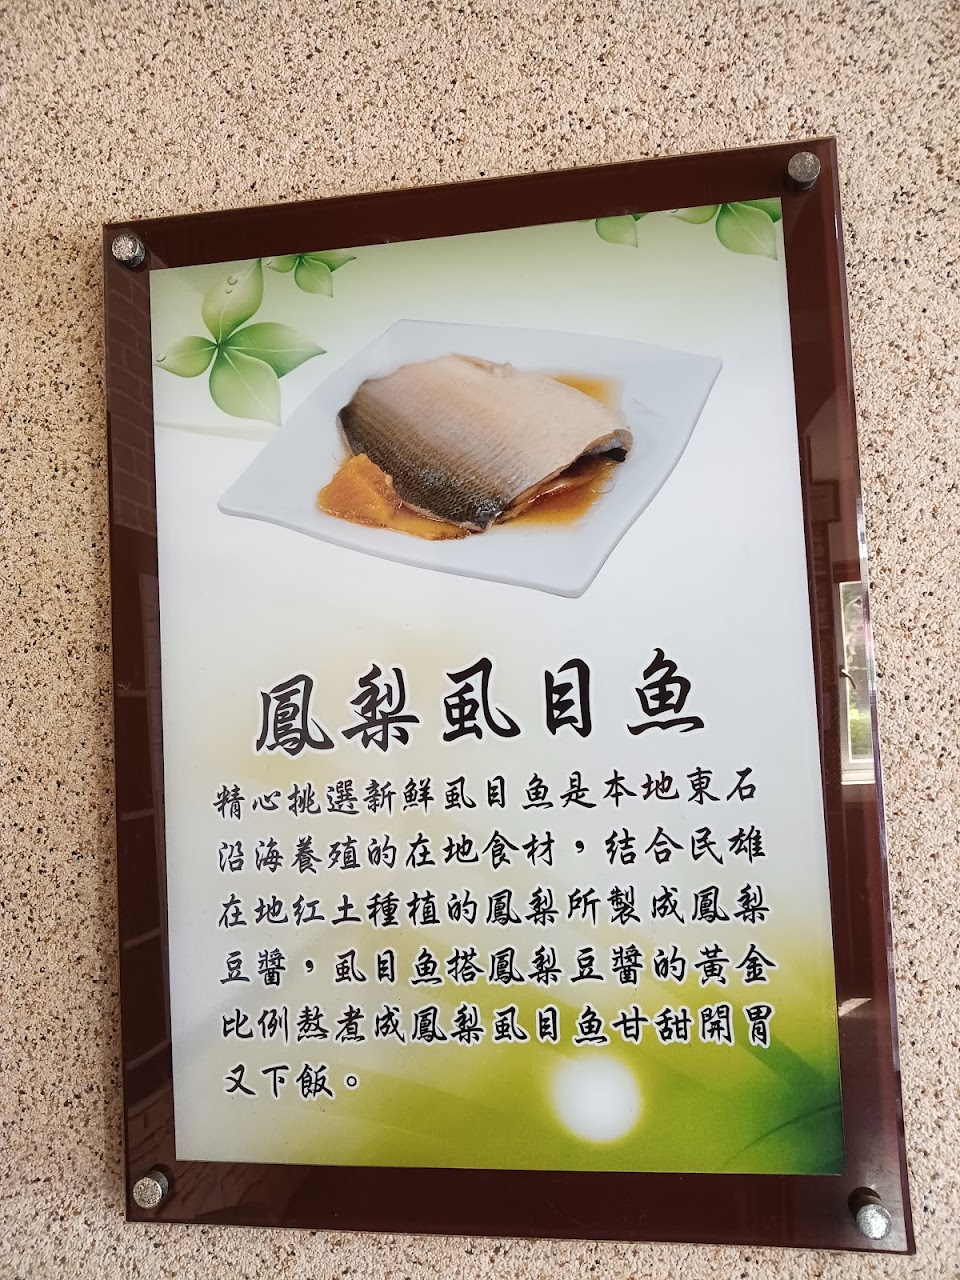 鳳梨虱目魚
精心挑選新鮮虱目魚是本地東石
沿海養殖的在地食材，結合民雄
在地紅土種植的鳳梨所製成鳳梨
豆醬，虱目魚搭鳳梨豆醬的黃金
比例熬煮成鳳梨虱目魚甘甜開胃
又下飯。